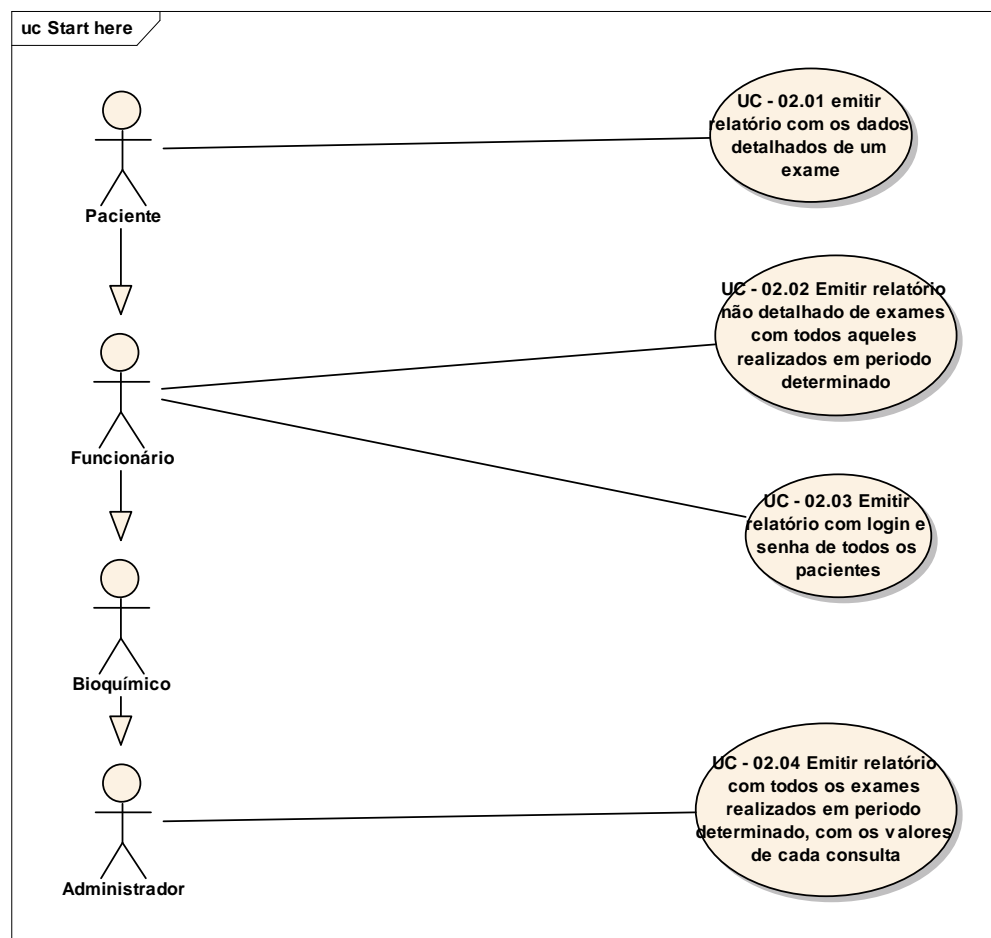 uc Start here
UC - 02.01 emitir
relatório com os dados
detalhados de um
exame
Paciente
UC - 02.02 Emitir relatório
não detalhado de exames
com todos aqueles
realizados em periodo
determinado
Funcionário
UC - 02.03 Emitir
relatório com login e
senha de todos os
pacientes
Bioquímico
UC - 02.04 Emitir relatório
com todos os exames
realizados em periodo
determinado, com os valores
de cada consulta
Administrador